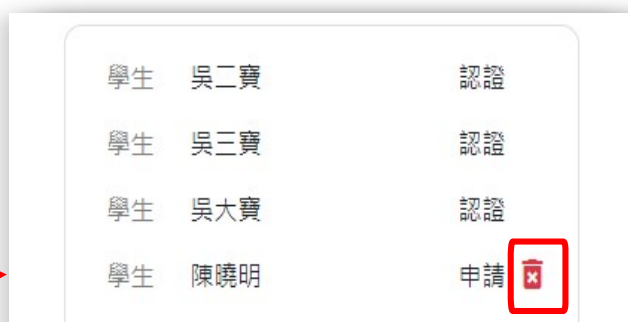 學生 吳二寶 認證
學生 吳三寶 認證
學生 吳大寶 認證
學生 陳曉明 申請